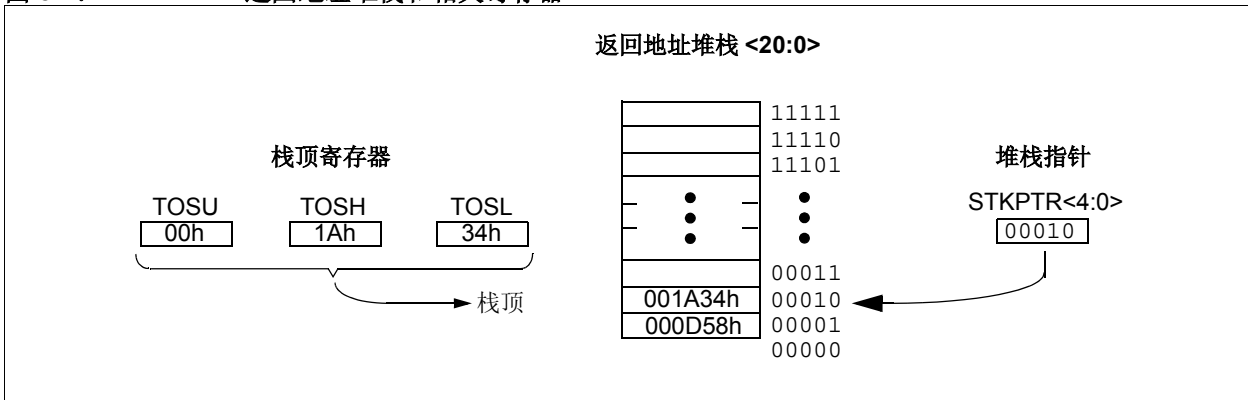 返回地址堆栈 <20:0>
11111
11110
11101
栈顶寄存器
堆栈指针
TOSU TOSH TOSL
00h 1Ah 34h
STKPTR<4:0>
00010
00011
栈顶
001A34h 00010
000D58h 00001
00000